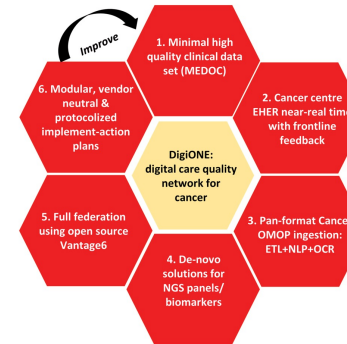 Improve
1. Minimal high
quality clinical data
set (MEDOC)
2. Cancer centre
EHER near-real time
with frontline
feedback
3. Pan-format Cancer
OMOP ingestion:
ETL+NLP+OCR
4. De-novo
solutions for
NGS panels/
biomarkers
5. Full federation
using open source
Vantage6
6. Modular, vendor
neutral &
protocolized
implement-action
plans
DigiONE:
digital care quality
network for
cancer